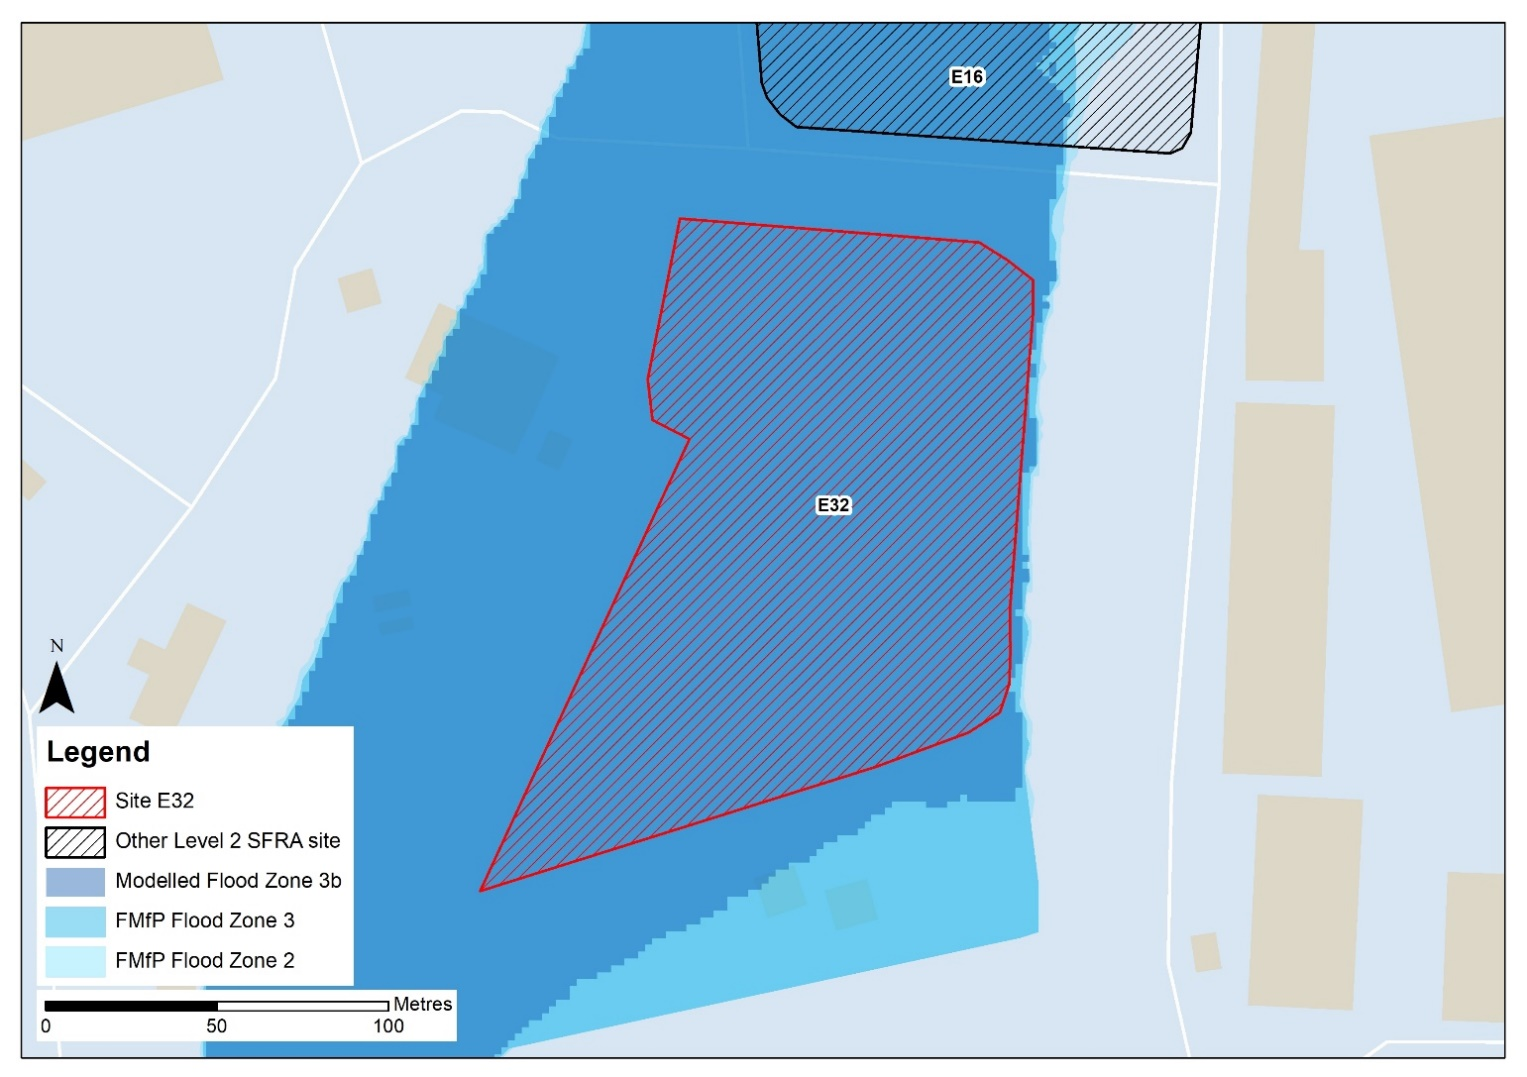 E16
E32
N
Legend
Site E32
Other Level 2 SFRA site
Modelled Flood Zone 3b
FMfP Flood Zone 3
FMfP Flood Zone 2
Metres
0 50 100